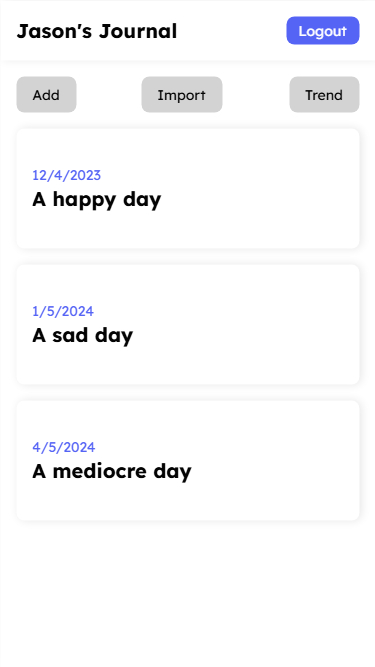 Jason's Journal
Logout
Add
Import
Trend
12/4/2023
A happy day
1/5/2024
A sad day
4/5/2024
A mediocre day